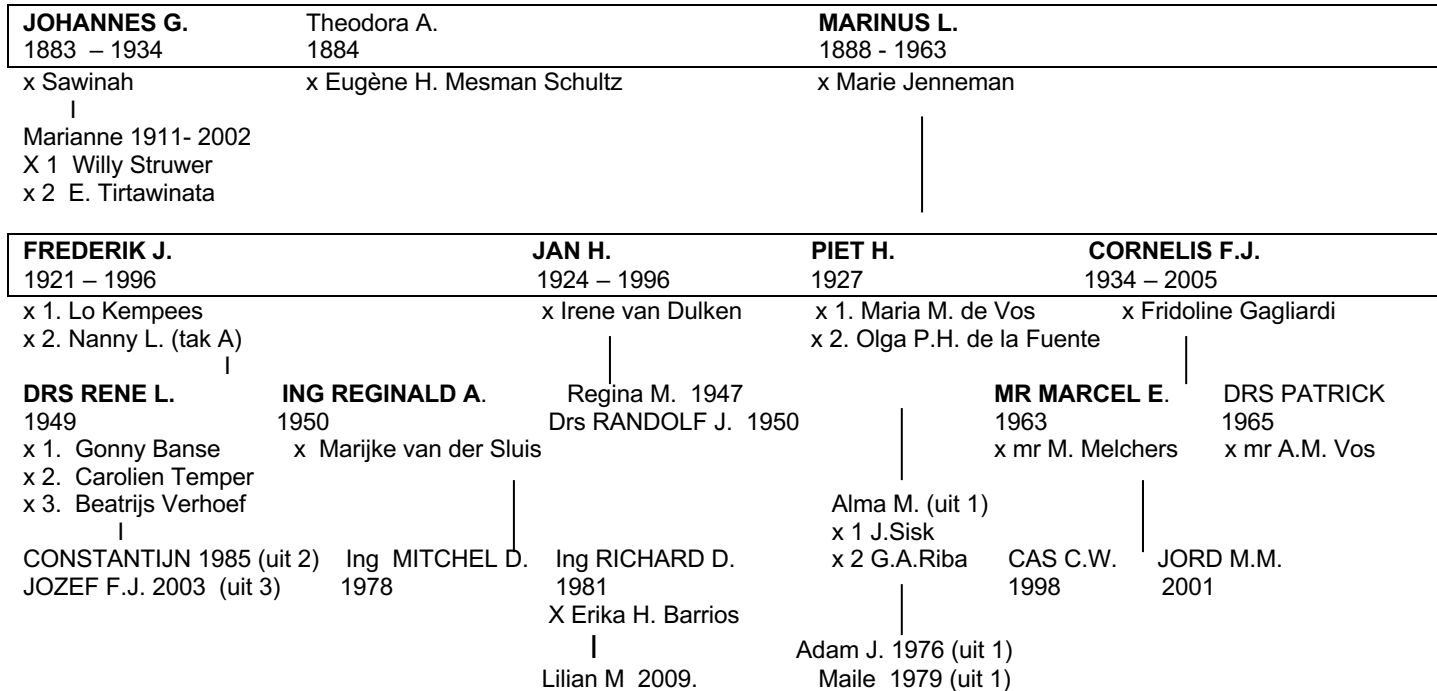 JOHANNES G. Theodora A. MARINUS L.
1883 – 1934 1884 1888 - 1963
x Sawinah x Eugène H. Mesman Schultz x Marie Jenneman
Marianne 1911- 2002
X 1 Willy Struwer
x 2 E. Tirtawinata
FREDERIK J. JAN H. PIET H. CORNELIS F.J.
1921 – 1996 1924 – 1996 1927 1934 – 2005
x 1. Lo Kempees x Irene van Dulken x 1. Maria M. de Vos x Fridoline Gagliardi
x 2. Nanny L. (tak A) x 2. Olga P.H. de la Fuente
DRS RENE L. ING REGINALD A. Regina M. 1947 MR MARCEL E. DRS PATRICK
1949 1950 Drs RANDOLF J. 1950 1963 1965
x 1. Gonny Banse x Marijke van der Sluis x mr M. Melchers x mr A.M. Vos
x 2. Carolien Temper
x 3. Beatrijs Verhoef Alma M. (uit 1)
x 1 J.Sisk
CONSTANTIJN 1985 (uit 2) Ing MITCHEL D. Ing RICHARD D. x 2 G.A.Riba CAS C.W. JORD M.M.
JOZEF F.J. 2003 (uit 3) 1978 1981 1998 2001
X Erika H. Barrios
Adam J. 1976 (uit 1)
Lilian M 2009. Maile 1979 (uit 1)